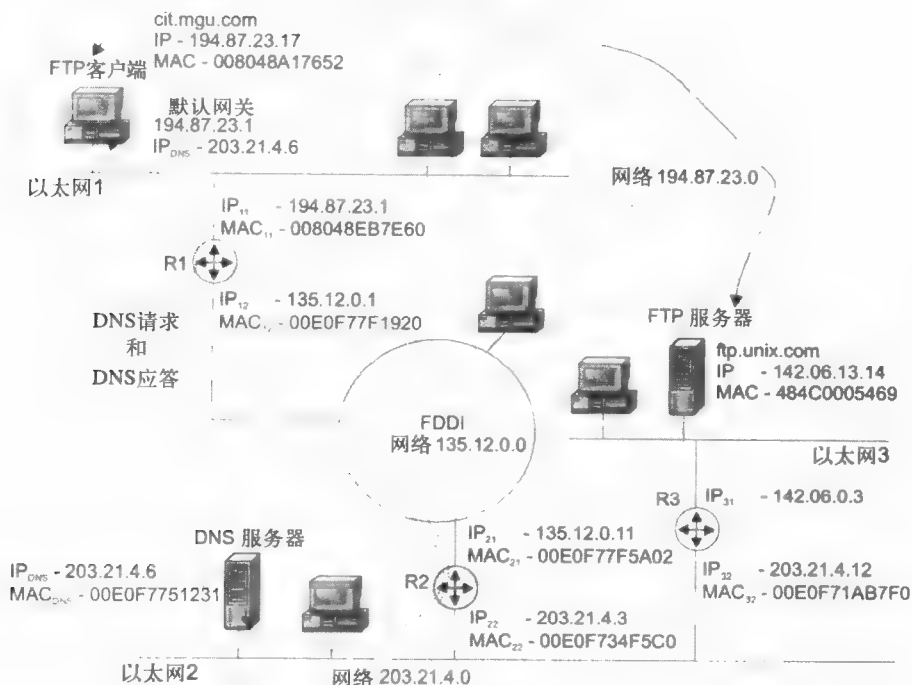 cit.mgu.com
IP - 194.87.23.17
MAC - 008048A17652
FTP客户端
默认网关
194.87.23.1
IP_DNS - 203.21.4.6
以太网1
网络 194.87.23.0
IP₁₁ - 194.87.23.1
MAC₁₁ - 008048EB7E60
R1
IP₁₂ - 135.12.0.1
MAC - 00E0F77F1920
DNS请求
和
DNS应答
FTP 服务器
ftp.unix.com
IP - 142.06.13.14
MAC - 484C0005469
FDDI
网络 135.12.0.0
以太网3
R3
IP₃₁ - 142.06.0.3
DNS 服务器
IP₂₁ - 135.12.0.11
MAC₂₁ - 00E0F77F5A02
IP_DNS - 203.21.4.6
MAC_DNS - 00E0F7751231
R2
IP₃₂ - 203.21.4.12
MAC₃₂ - 00E0F71AB7F0
IP₂₂ - 203.21.4.3
MAC₂₂ - 00E0F734F5C0
以太网2
网络 203.21.4.0